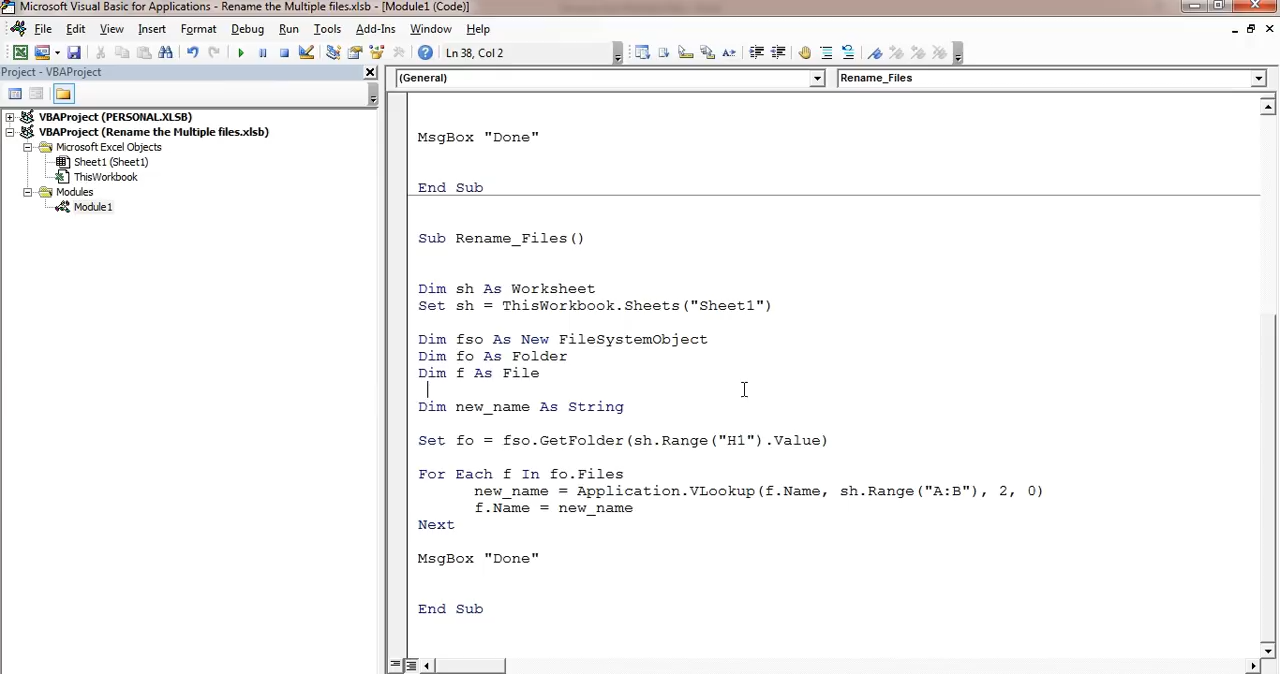 Microsoft Visual Basic for Applications - Rename the Multiple files.xlsb - [Module1 (Code)]
File Edit View Insert Format Debug Run Tools Add-Ins Window Help
Ln 38, Col 2
Project - VBAProject
(General) Rename_Files
VBAProject (PERSONAL.XLSB)
VBAProject (Rename the Multiple files.xlsb)
Microsoft Excel Objects
Sheet1 (Sheet1)
ThisWorkbook
Modules
Module1
MsgBox "Done"
End Sub
Sub Rename_Files()
Dim sh As Worksheet
Set sh = ThisWorkbook.Sheets("Sheet1")
Dim fso As New FileSystemObject
Dim fo As Folder
Dim f As File
Dim new_name As String
Set fo = fso.GetFolder(sh.Range("H1").Value)
For Each f In fo.Files
new_name = Application.VLookup(f.Name, sh.Range("A:B"), 2, 0)
f.Name = new_name
Next
MsgBox "Done"
End Sub